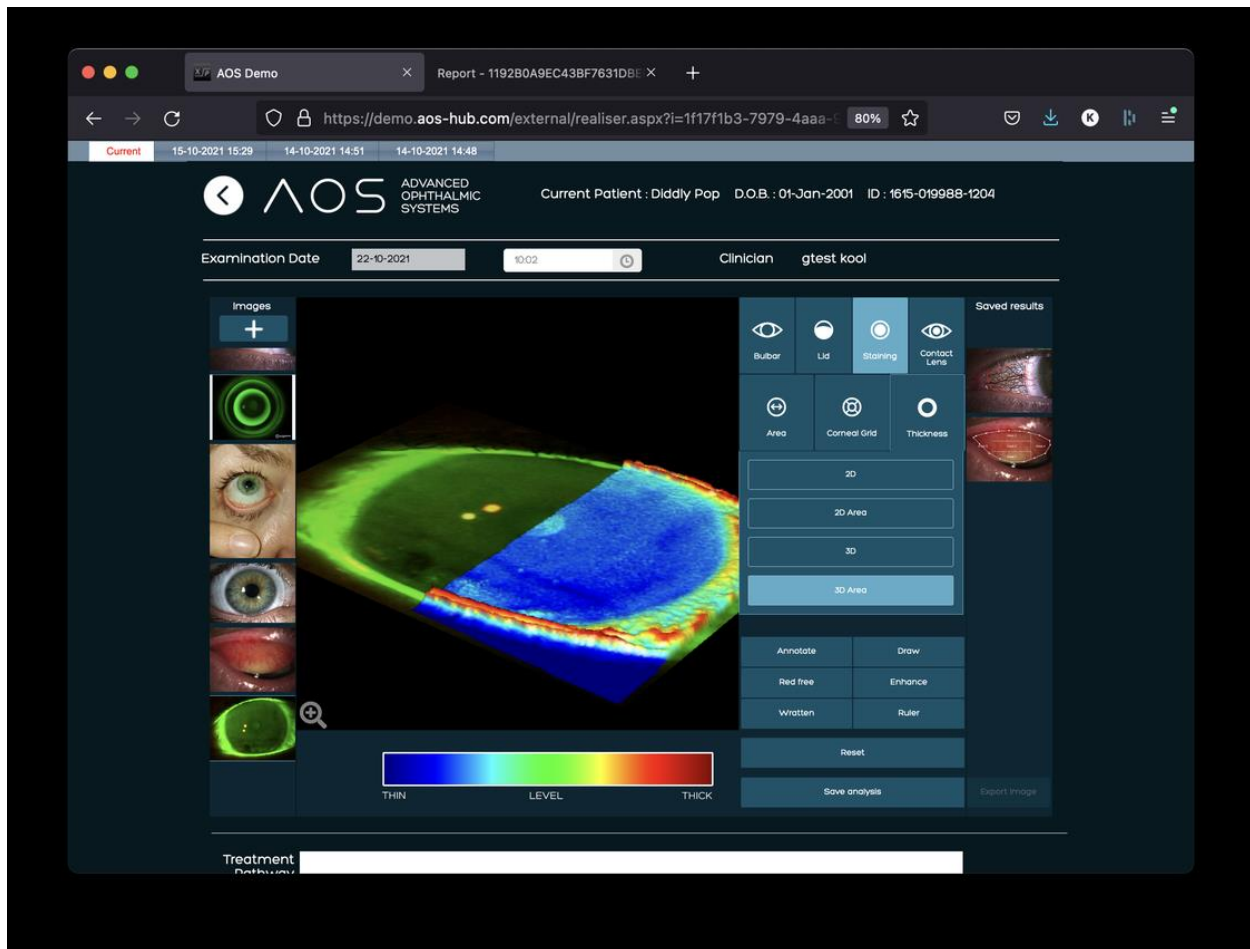 AOS Demo
Report - 1192B0A9EC43BF7631DBE
https://demo.aos-hub.com/external/realiser.aspx?i=1f17f1b3-7979-4aaa-9
80%
Current 15-10-2021 15:29 14-10-2021 14:51 14-10-2021 14:48
AOS
ADVANCED
OPHTHALMIC
SYSTEMS
Current Patient : Diddly Pop D.O.B. : 01-Jan-2001 ID : 1615-019988-1204
Examination Date 22-10-2021 10:02 Clinician gtest kool
Images
Saved results
Bulbar Lid Staining Contact
Lens
Area Corneal Grid Thickness
2D
2D Area
3D
3D Area
Annotate Draw
Red free Enhance
Wratten Ruler
Reset
Save analysis
Export Image
THIN LEVEL THICK
Treatment
Pathway